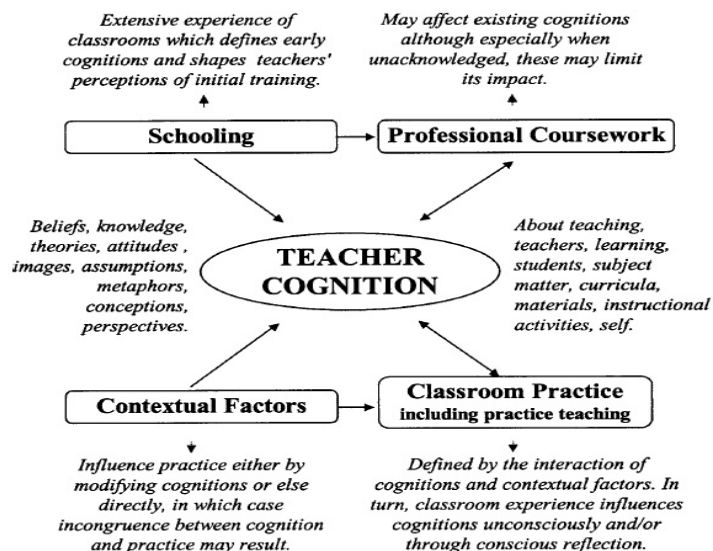 Extensive experience of
classrooms which defines early
cognitions and shapes teachers'
perceptions of initial training.
May affect existing cognitions
although especially when
unacknowledged, these may limit
its impact.
Schooling
Professional Coursework
Beliefs, knowledge,
theories, attitudes ,
images, assumptions,
metaphors,
conceptions,
perspectives.
TEACHER
COGNITION
About teaching,
teachers, learning,
students, subject
matter, curricula,
materials, instructional
activities, self.
Contextual Factors
Classroom Practice
including practice teaching
Influence practice either by
modifying cognitions or else
directly, in which case
incongruence between cognition
and practice may result.
Defined by the interaction of
cognitions and contextual factors. In
turn, classroom experience influences
cognitions unconsciously and/or
through conscious reflection.